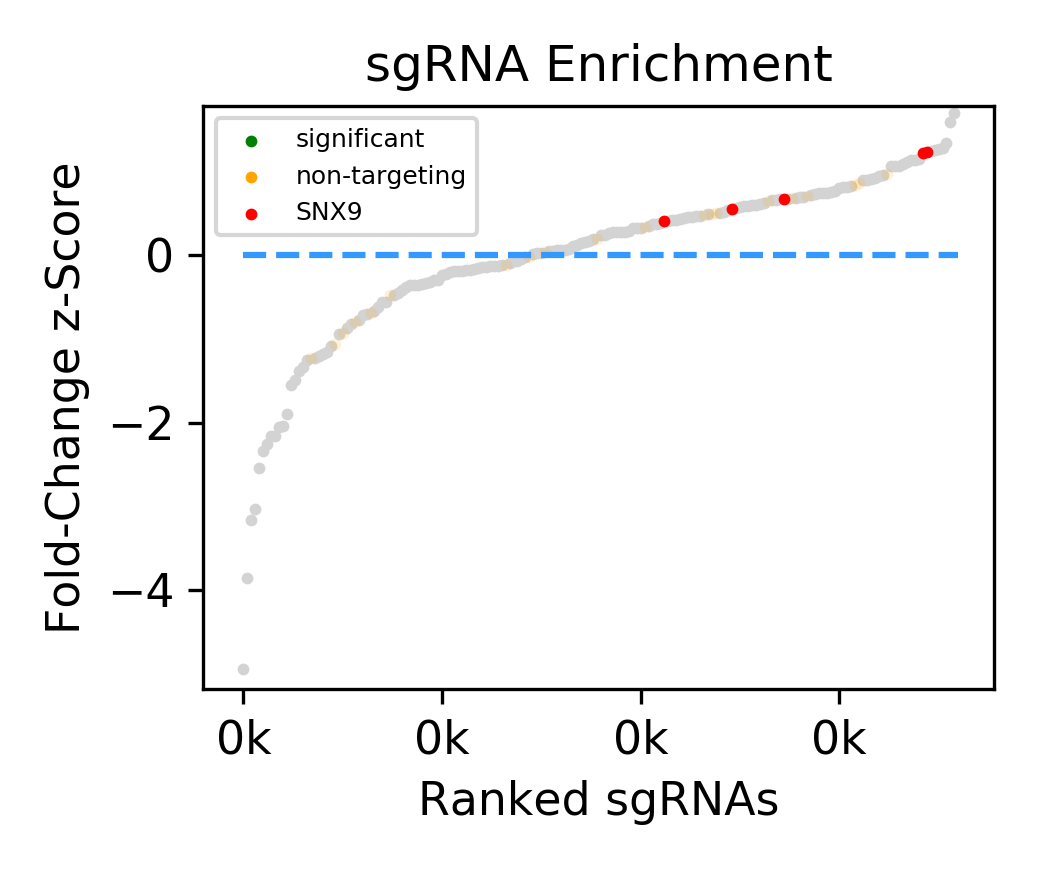 sgRNA Enrichment
significant
non-targeting
SNX9
Fold-Change z-Score
0
−2
−4
0k 0k 0k 0k
Ranked sgRNAs